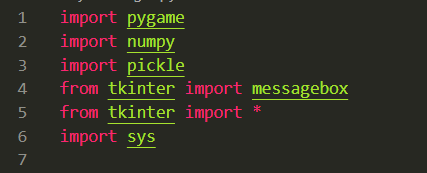 1 import pygame
2 import numpy
3 import pickle
4 from tkinter import messagebox
5 from tkinter import *
6 import sys
7